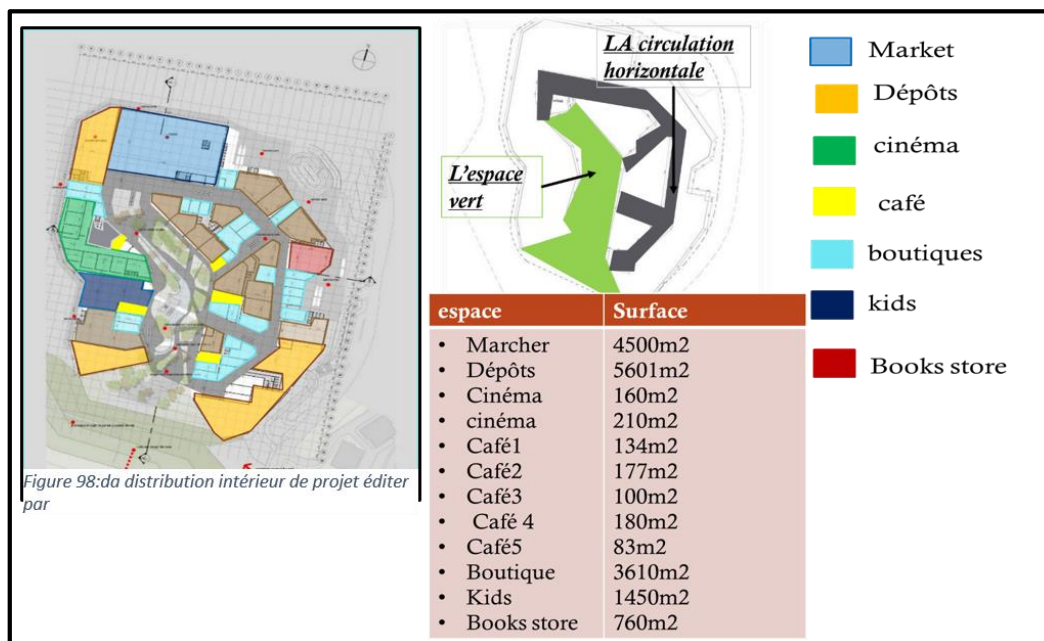 Figure 98:da distribution intérieur de projet éditer
par
LA circulation
horizontale
L'espace
vert
espace Surface
• Marcher 4500m2
• Dépôts 5601m2
• Cinéma 160m2
• cinéma 210m2
• Café1 134m2
• Café2 177m2
• Café3 100m2
• Café 4 180m2
• Café5 83m2
• Boutique 3610m2
• Kids 1450m2
• Books store 760m2
Market
Dépôts
cinéma
café
boutiques
kids
Books store